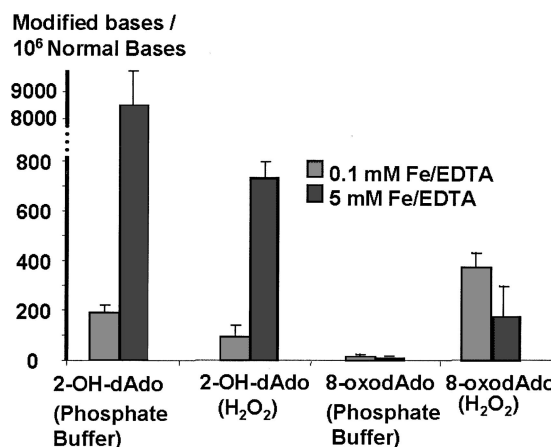 Modified bases /
10⁶ Normal Bases
9000
8000
800
600
400
200
0
0.1 mM Fe/EDTA
5 mM Fe/EDTA
2-OH-dAdo
(Phosphate
Buffer)
2-OH-dAdo
(H₂O₂)
8-oxodAdo
(Phosphate
Buffer)
8-oxodAdo
(H₂O₂)